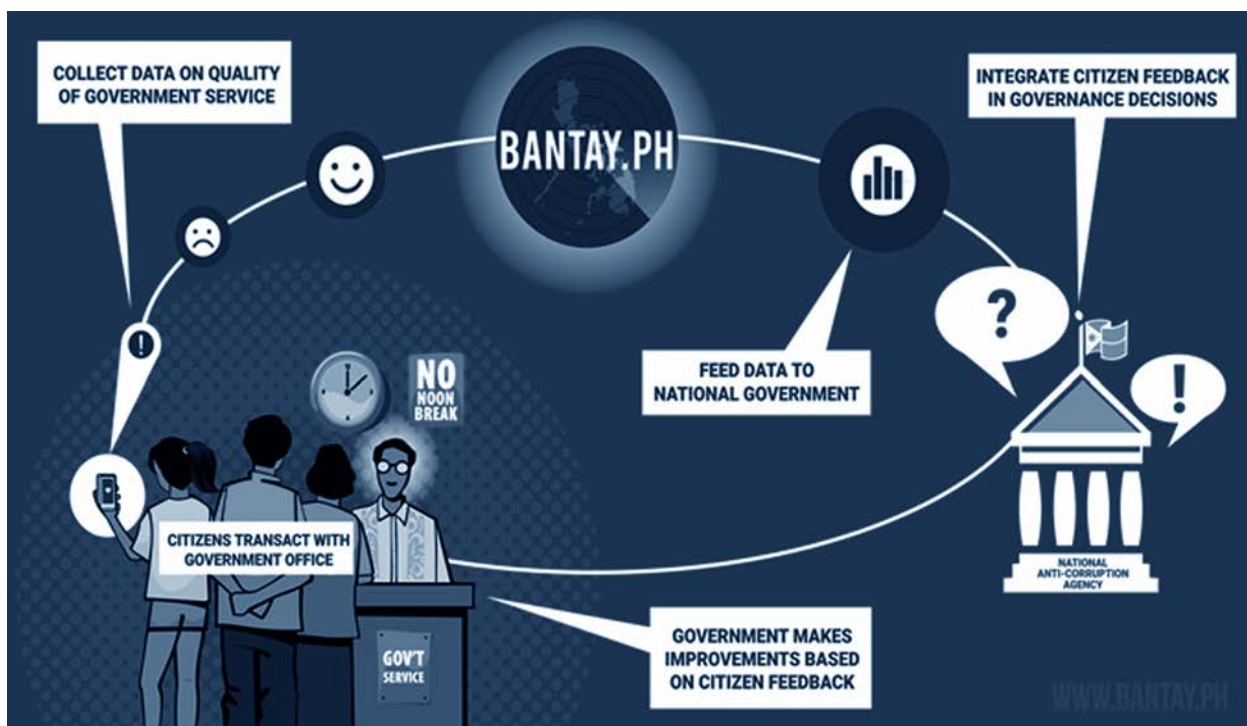 COLLECT DATA ON QUALITY
OF GOVERNMENT SERVICE
BANTAY.PH
INTEGRATE CITIZEN FEEDBACK
IN GOVERNANCE DECISIONS
?
!
FEED DATA TO
NATIONAL GOVERNMENT
!
NO
NOON
BREAK
CITIZENS TRANSACT WITH
GOVERNMENT OFFICE
NATIONAL
ANTI-CORRUPTION
AGENCY
GOV'T
SERVICE
GOVERNMENT MAKES
IMPROVEMENTS BASED
ON CITIZEN FEEDBACK
WWW.BANTAY.PH